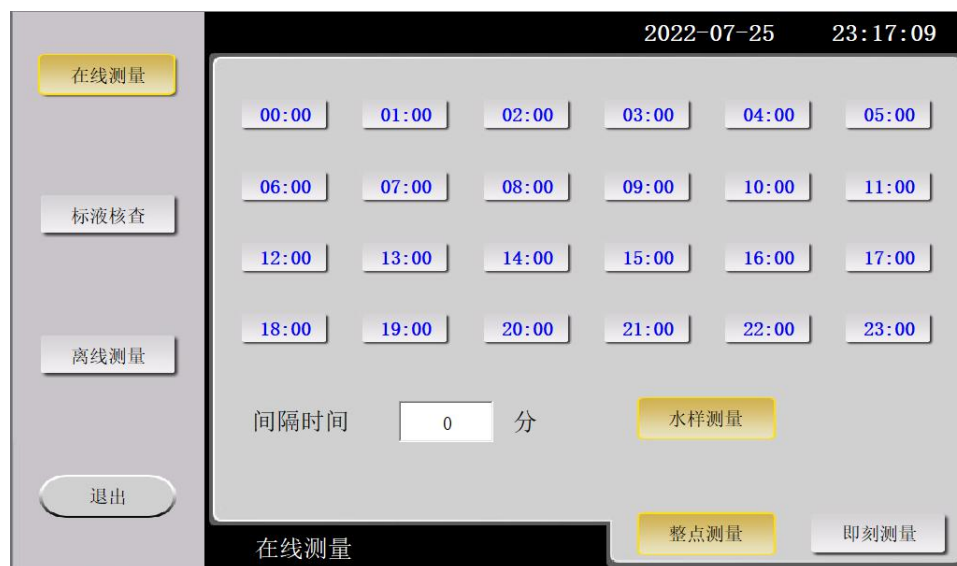 2022-07-25 23:17:09
在线测量
标液核查
离线测量
退出
00:00 01:00 02:00 03:00 04:00 05:00
06:00 07:00 08:00 09:00 10:00 11:00
12:00 13:00 14:00 15:00 16:00 17:00
18:00 19:00 20:00 21:00 22:00 23:00
间隔时间 0 分 水样测量
在线测量 整点测量 即刻测量